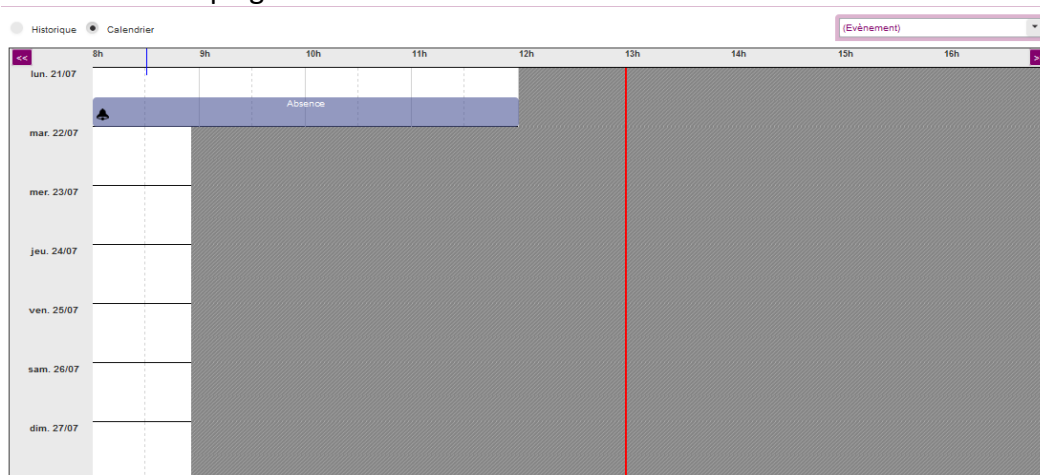 Historique Calendrier (Evènement)
<< 8h 9h 10h 11h 12h 13h 14h 15h 16h >
lun. 21/07
Absence
mar. 22/07
mer. 23/07
jeu. 24/07
ven. 25/07
sam. 26/07
dim. 27/07